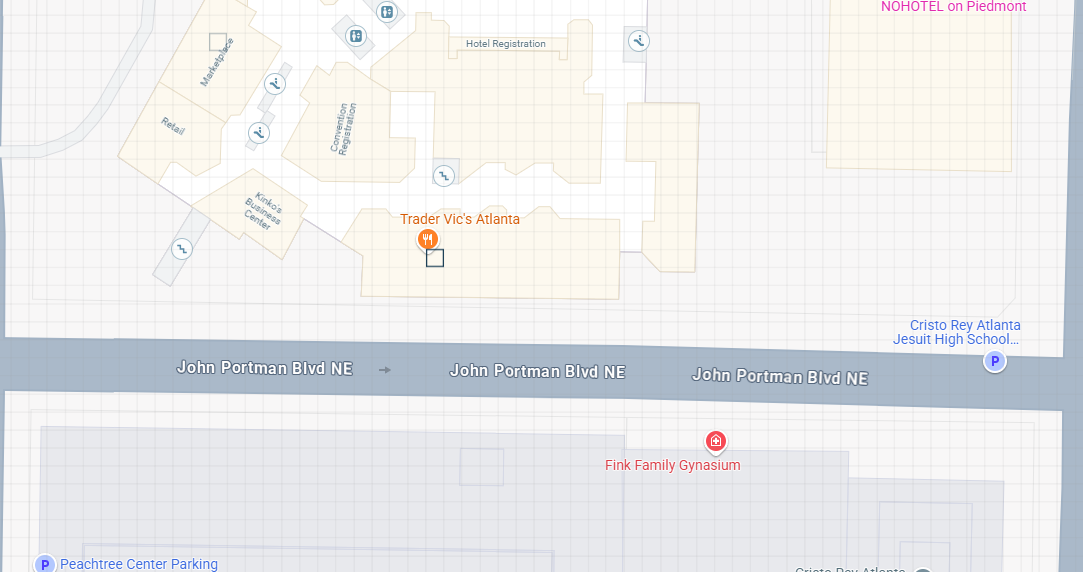 NOHOTEL on Piedmont
Hotel Registration
Marketplace
Retail
Convention
Registration
Kinko's
Business
Center
Trader Vic's Atlanta
Cristo Rey Atlanta
Jesuit High School...
P
John Portman Blvd NE
John Portman Blvd NE
John Portman Blvd NE
Fink Family Gynasium
P
Peachtree Center Parking
Cristo Rey Atlanta